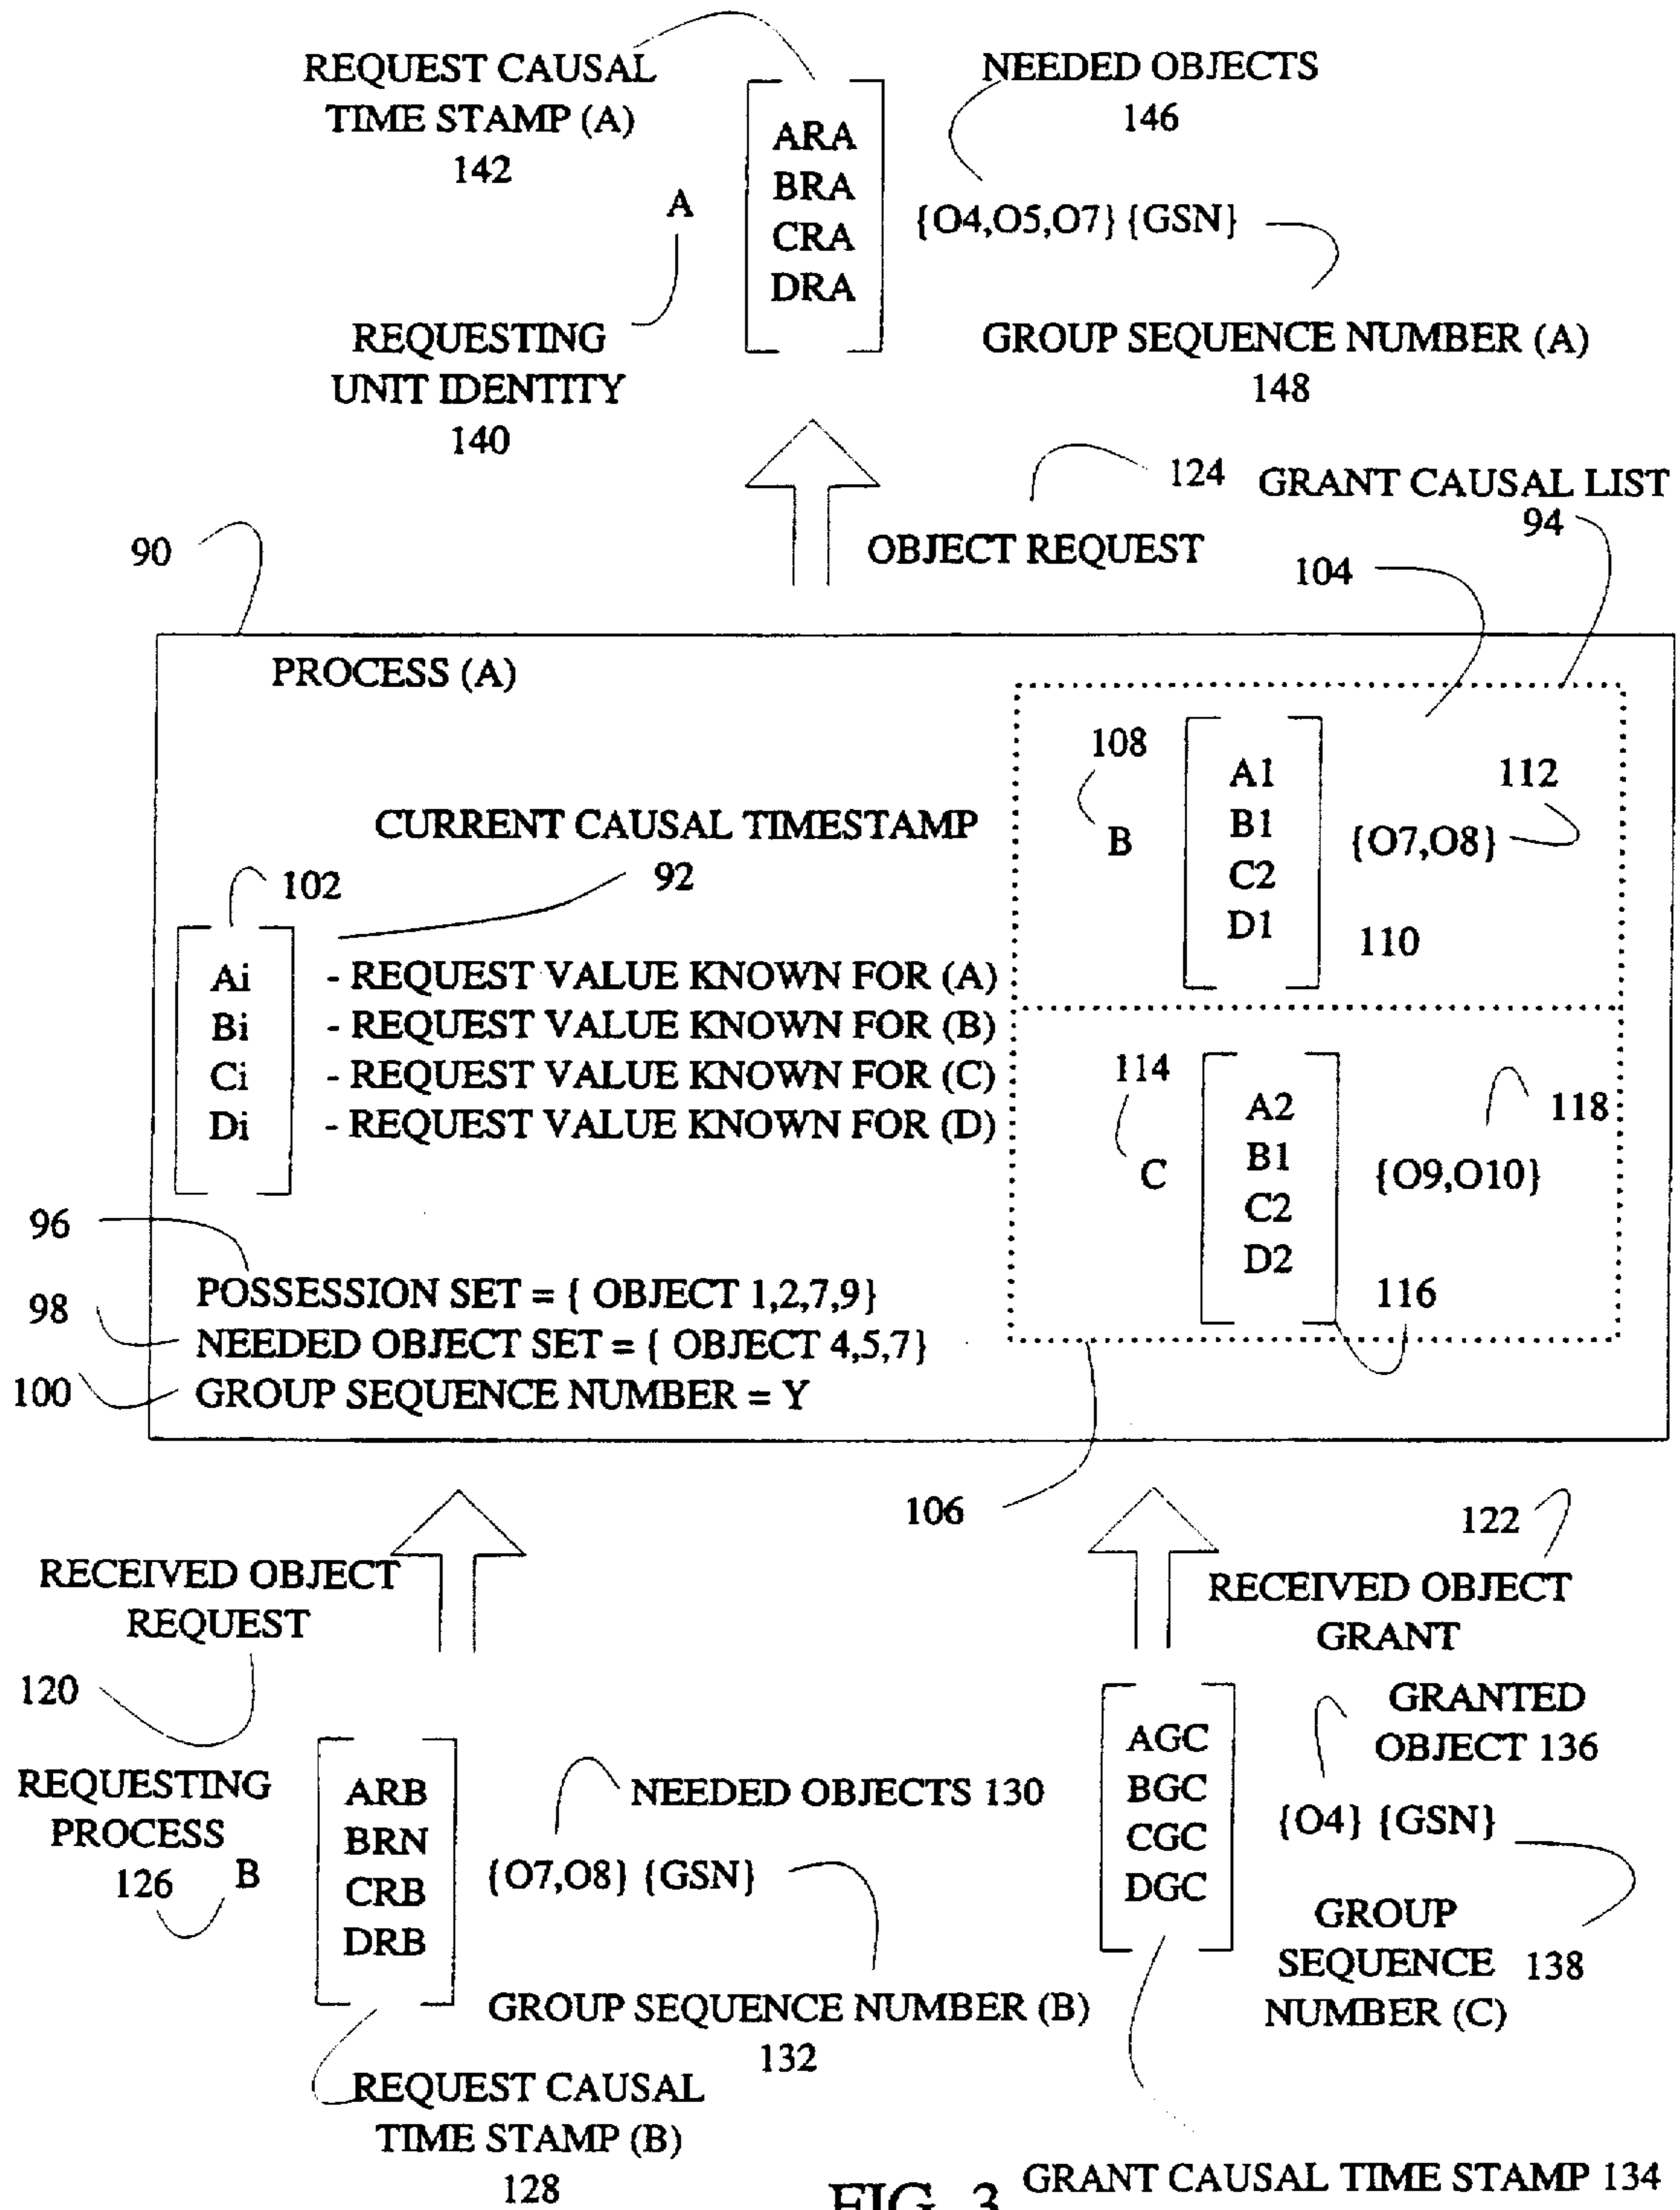 REQUEST CAUSAL
TIME STAMP (A)
142
NEEDED OBJECTS
146
A
ARA
BRA
CRA
DRA
{O4,O5,O7} {GSN}
REQUESTING
UNIT IDENTITY
140
GROUP SEQUENCE NUMBER (A)
148
124
OBJECT REQUEST
GRANT CAUSAL LIST
94
90
104
PROCESS (A)
CURRENT CAUSAL TIMESTAMP
92
102
Ai - REQUEST VALUE KNOWN FOR (A)
Bi - REQUEST VALUE KNOWN FOR (B)
Ci - REQUEST VALUE KNOWN FOR (C)
Di - REQUEST VALUE KNOWN FOR (D)
108
B
A1
B1
C2
D1
{O7,O8}
112
110
114
C
A2
B1
C2
D2
{O9,O10}
118
116
96
POSSESSION SET = { OBJECT 1,2,7,9}
98
NEEDED OBJECT SET = { OBJECT 4,5,7}
100
GROUP SEQUENCE NUMBER = Y
106
122
RECEIVED OBJECT
REQUEST
120
REQUESTING
PROCESS
126
B
ARB
BRN
CRB
DRB
NEEDED OBJECTS 130
{O7,O8} {GSN}
GROUP SEQUENCE NUMBER (B)
132
REQUEST CAUSAL
TIME STAMP (B)
128
RECEIVED OBJECT
GRANT
AGC
BGC
CGC
DGC
GRANTED
OBJECT 136
{O4} {GSN}
GROUP
SEQUENCE 138
NUMBER (C)
GRANT CAUSAL TIME STAMP 134
FIG. 3